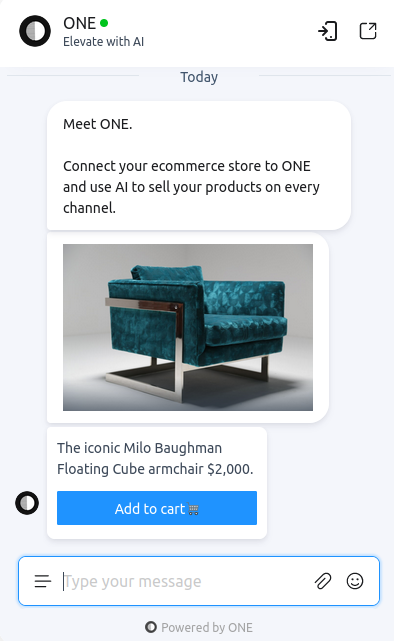 ONE
Elevate with AI
Today
Meet ONE.
Connect your ecommerce store to ONE
and use AI to sell your products on every
channel.
The iconic Milo Baughman
Floating Cube armchair $2,000.
Add to cart🛒
Type your message
Powered by ONE